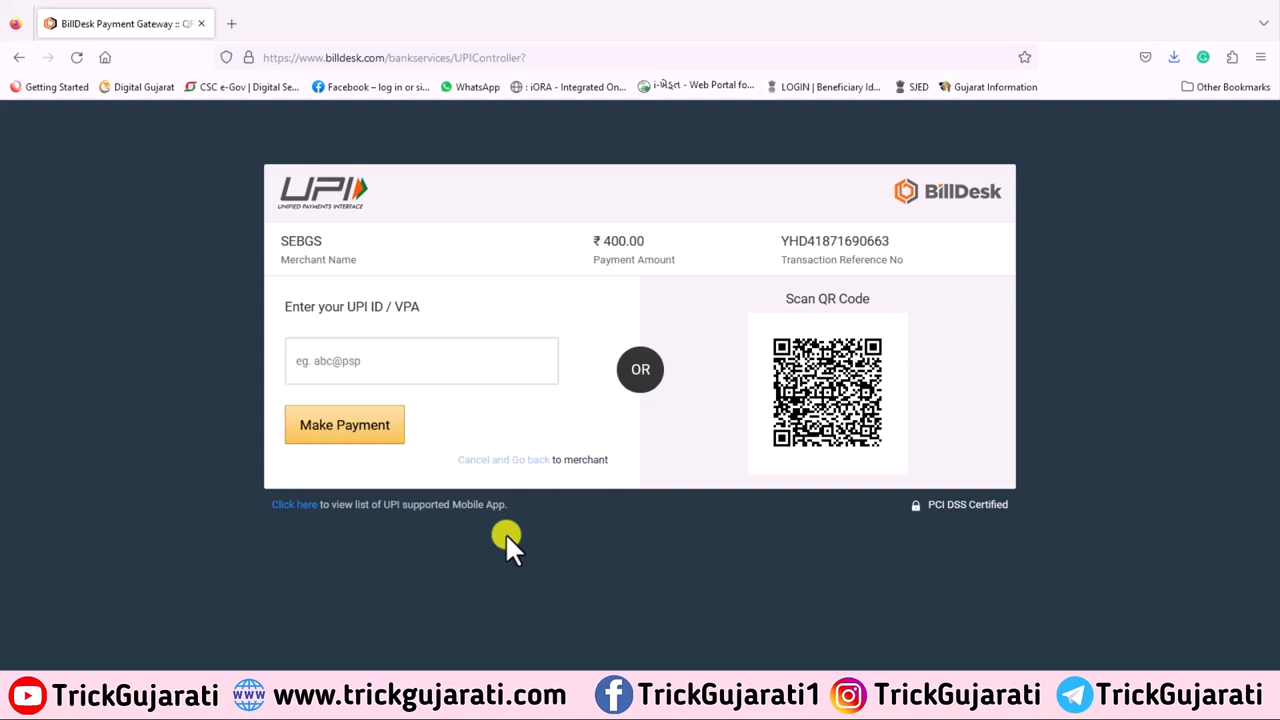 BillDesk Payment Gateway :: QR
https://www.billdesk.com/bankservices/UPIController?
Getting Started Digital Gujarat CSC e-Gov | Digital Se... Facebook – log in or si... WhatsApp : iORA - Integrated On... i-ખેડૂત - Web Portal fo... LOGIN | Beneficiary Id... SJED Gujarat Information Other Bookmarks
UPI BillDesk
UNIFIED PAYMENTS INTERFACE
SEBGS ₹ 400.00 YHD41871690663
Merchant Name Payment Amount Transaction Reference No
Enter your UPI ID / VPA
eg. abc@psp
Make Payment
Cancel and Go back to merchant
OR
Scan QR Code
Click here to view list of UPI supported Mobile App. PCI DSS Certified
TrickGujarati www.trickgujarati.com TrickGujarati1 TrickGujarati TrickGujarati